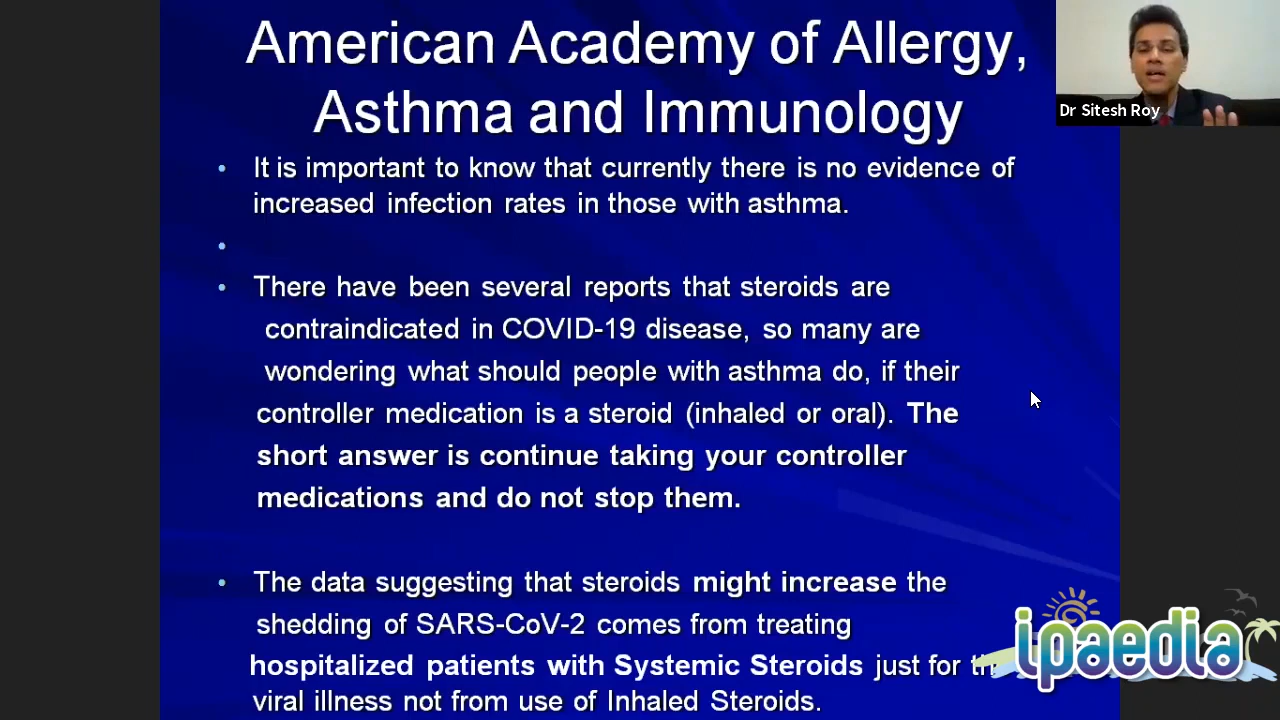 American Academy of Allergy,
Asthma and Immunology
Dr Sitesh Roy
• It is important to know that currently there is no evidence of
increased infection rates in those with asthma.
•
• There have been several reports that steroids are
contraindicated in COVID-19 disease, so many are
wondering what should people with asthma do, if their
controller medication is a steroid (inhaled or oral). The
short answer is continue taking your controller
medications and do not stop them.
• The data suggesting that steroids might increase the
shedding of SARS-CoV-2 comes from treating
hospitalized patients with Systemic Steroids just for
viral illness not from use of Inhaled Steroids.
ipaedia